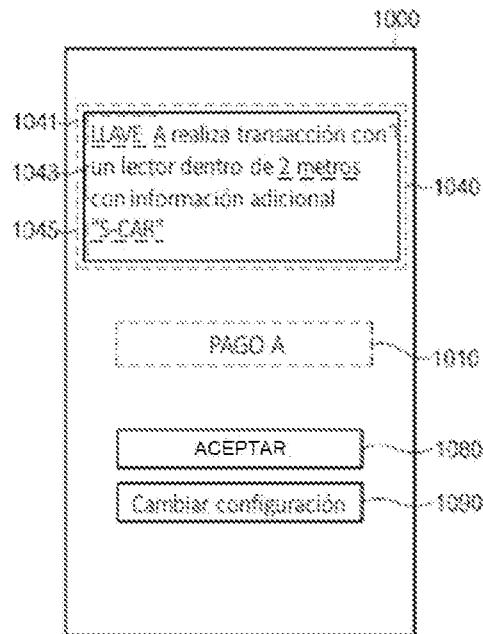 1000
1041
LLAVE A realiza transacción con
1043
un lector dentro de 2 metros
1040
con información adicional
1045
"S-CAR"
PAGO A
1010
ACEPTAR
1080
Cambiar configuración
1090